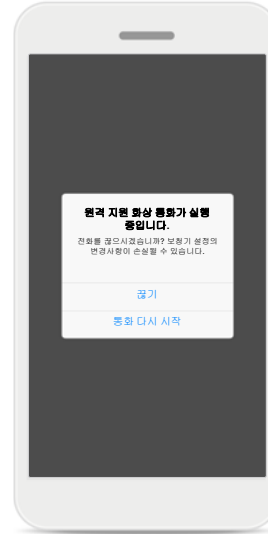 원격 지원 화상 통화가 실행
중입니다.
전화를 끊으시겠습니까? 보청기 설정의
변경사항이 손실될 수 있습니다.
끊기
통화 다시 시작